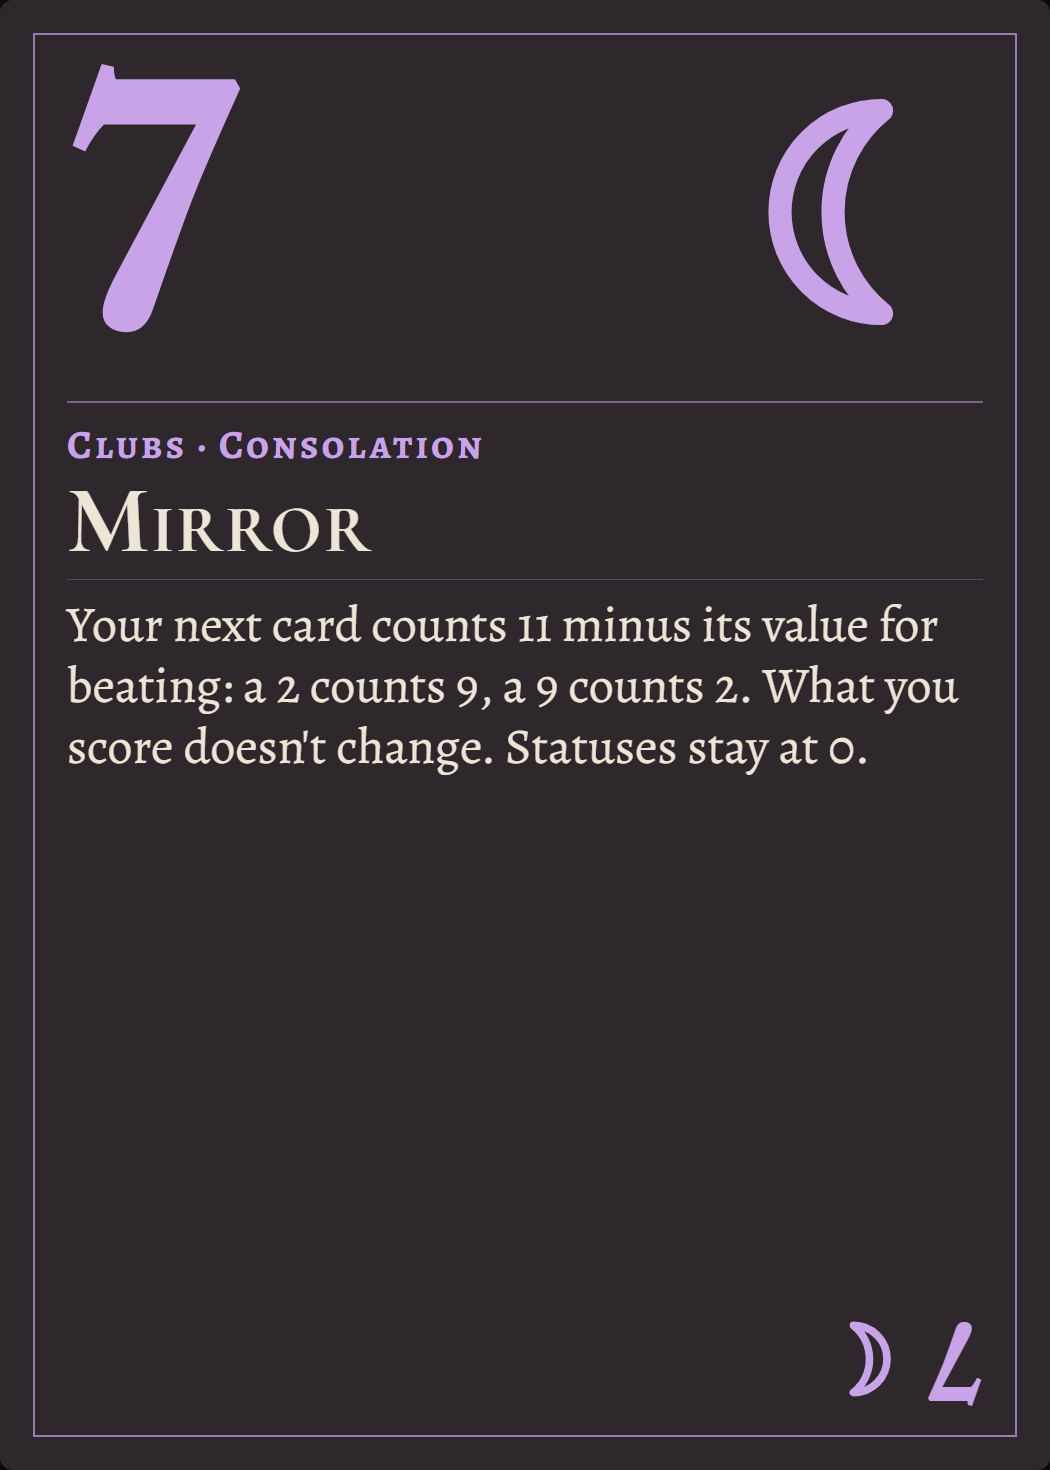 7
Clubs · Consolation
Mirror
Your next card counts 11 minus its value for
beating: a 2 counts 9, a 9 counts 2. What you
score doesn't change. Statuses stay at 0.
7